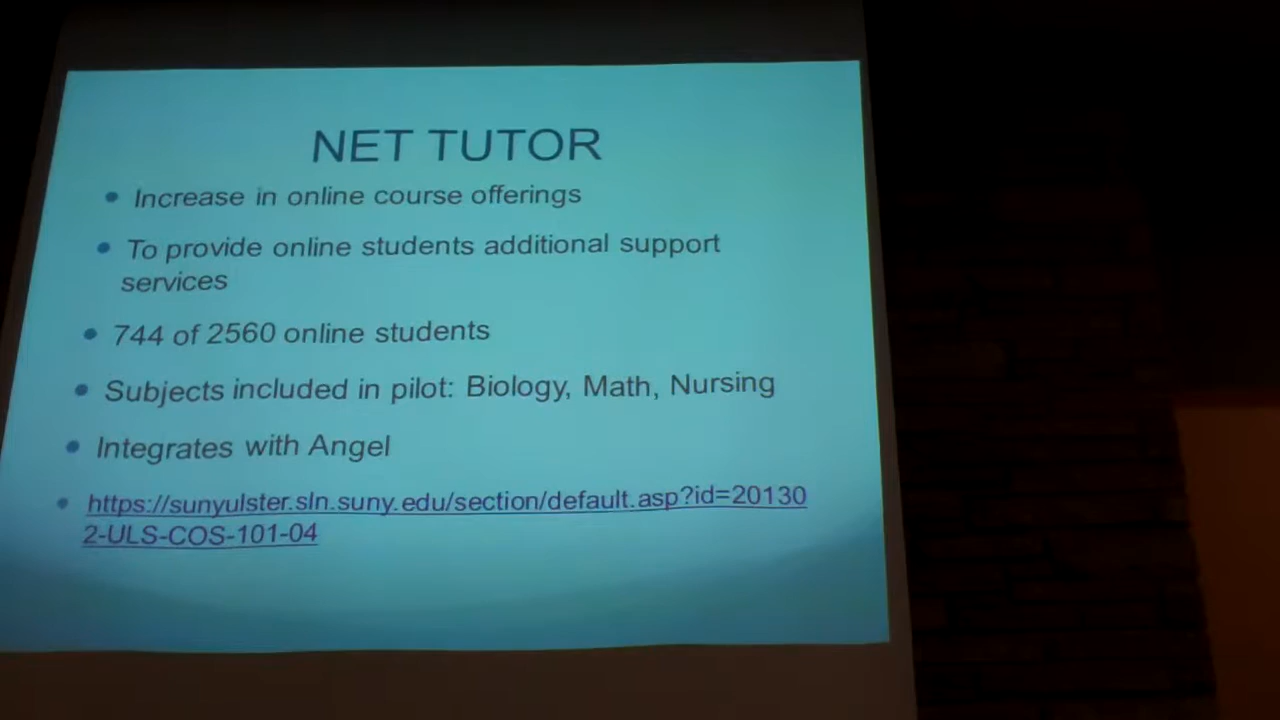 NET TUTOR
Increase in online course offerings
To provide online students additional support
services
744 of 2560 online students
Subjects included in pilot: Biology, Math, Nursing
Integrates with Angel
https://sunyulster.sln.suny.edu/section/default.asp?id=20130
2-ULS-COS-101-04